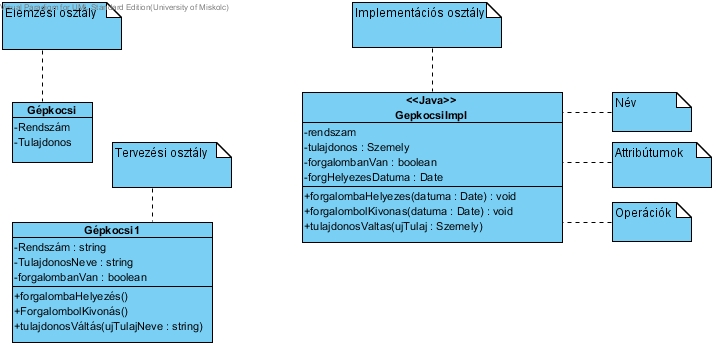 Visual Paradigm for UML Standard Edition(University of Miskolc)
Elemzési osztály
Gépkocsi
-Rendszám
-Tulajdonos
Tervezési osztály
Gépkocsi1
-Rendszám : string
-TulajdonosNeve : string
-forgalombanVan : boolean
+forgalombaHelyezés()
+ForgalombolKivonás()
+tulajdonosVáltás(ujTulajNeve : string)
Implementációs osztály
<<Java>>
GepkocsiImpl
-rendszam
-tulajdonos : Szemely
-forgalombanVan : boolean
-forgHelyezesDatuma : Date
+forgalombaHelyezes(datuma : Date) : void
+forgalombolKivonas(datuma : Date) : void
+tulajdonosValtas(ujTulaj : Szemely)
Név
Attribútumok
Operációk